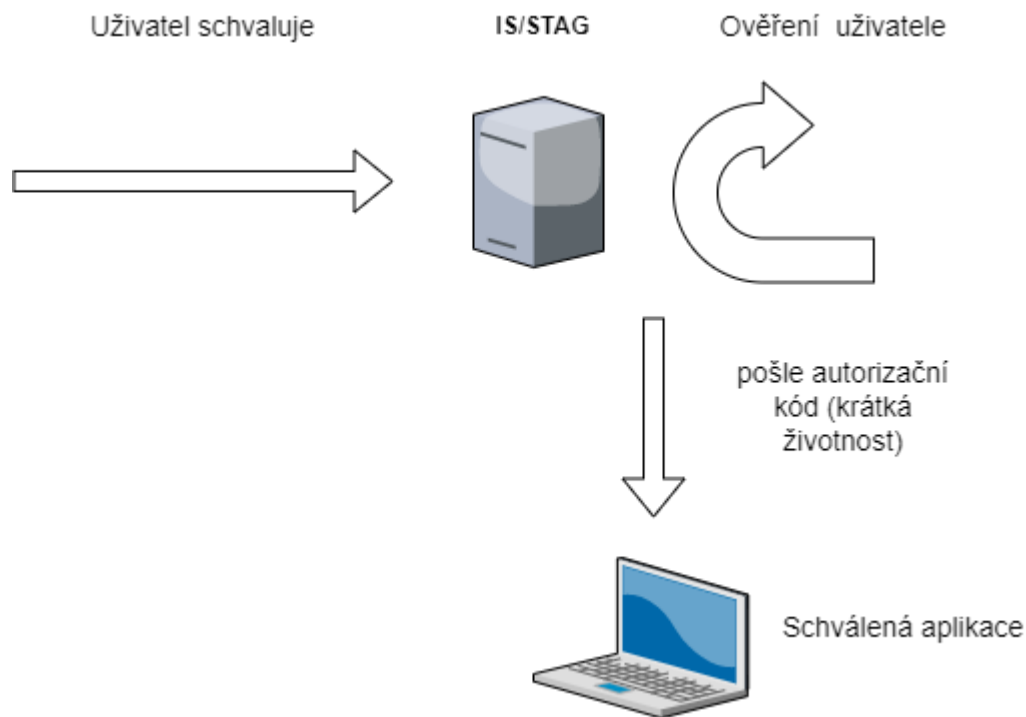 Uživatel schvaluje
IS/STAG
Ověření uživatele
pošle autorizační
kód (krátká
životnost)
Schválená aplikace